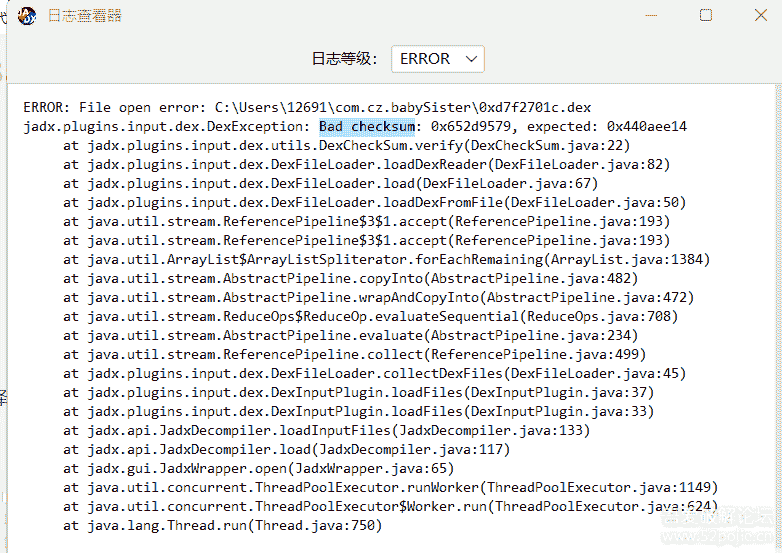 日志查看器
日志等级： ERROR
ERROR: File open error: C:\Users\12691\com.cz.babySister\0xd7f2701c.dex
jadx.plugins.input.dex.DexException: Bad checksum: 0x652d9579, expected: 0x440aee14
at jadx.plugins.input.dex.utils.DexCheckSum.verify(DexCheckSum.java:22)
at jadx.plugins.input.dex.DexFileLoader.loadDexReader(DexFileLoader.java:82)
at jadx.plugins.input.dex.DexFileLoader.load(DexFileLoader.java:67)
at jadx.plugins.input.dex.DexFileLoader.loadDexFromFile(DexFileLoader.java:50)
at java.util.stream.ReferencePipeline$3$1.accept(ReferencePipeline.java:193)
at java.util.stream.ReferencePipeline$3$1.accept(ReferencePipeline.java:193)
at java.util.ArrayList$ArrayListSpliterator.forEachRemaining(ArrayList.java:1384)
at java.util.stream.AbstractPipeline.copyInto(AbstractPipeline.java:482)
at java.util.stream.AbstractPipeline.wrapAndCopyInto(AbstractPipeline.java:472)
at java.util.stream.ReduceOps$ReduceOp.evaluateSequential(ReduceOps.java:708)
at java.util.stream.AbstractPipeline.evaluate(AbstractPipeline.java:234)
at java.util.stream.ReferencePipeline.collect(ReferencePipeline.java:499)
at jadx.plugins.input.dex.DexFileLoader.collectDexFiles(DexFileLoader.java:45)
at jadx.plugins.input.dex.DexInputPlugin.loadFiles(DexInputPlugin.java:37)
at jadx.plugins.input.dex.DexInputPlugin.loadFiles(DexInputPlugin.java:33)
at jadx.api.JadxDecompiler.loadInputFiles(JadxDecompiler.java:133)
at jadx.api.JadxDecompiler.load(JadxDecompiler.java:117)
at jadx.gui.JadxWrapper.open(JadxWrapper.java:65)
at java.util.concurrent.ThreadPoolExecutor.runWorker(ThreadPoolExecutor.java:1149)
at java.util.concurrent.ThreadPoolExecutor$Worker.run(ThreadPoolExecutor.java:624)
at java.lang.Thread.run(Thread.java:750)